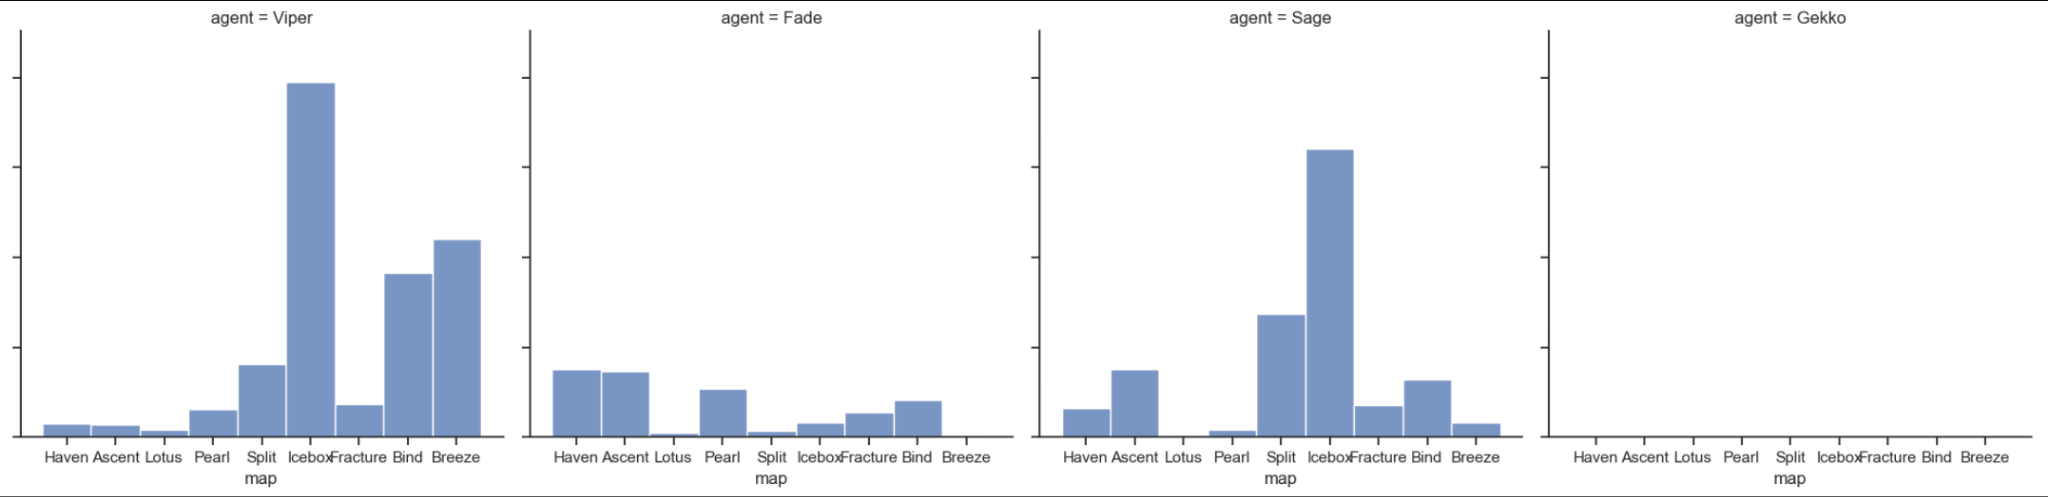 agent = Viper
agent = Fade
agent = Sage
agent = Gekko
Haven Ascent Lotus Pearl Split Icebox Fracture Bind Breeze
map
Haven Ascent Lotus Pearl Split Icebox Fracture Bind Breeze
map
Haven Ascent Lotus Pearl Split Icebox Fracture Bind Breeze
map
Haven Ascent Lotus Pearl Split Icebox Fracture Bind Breeze
map